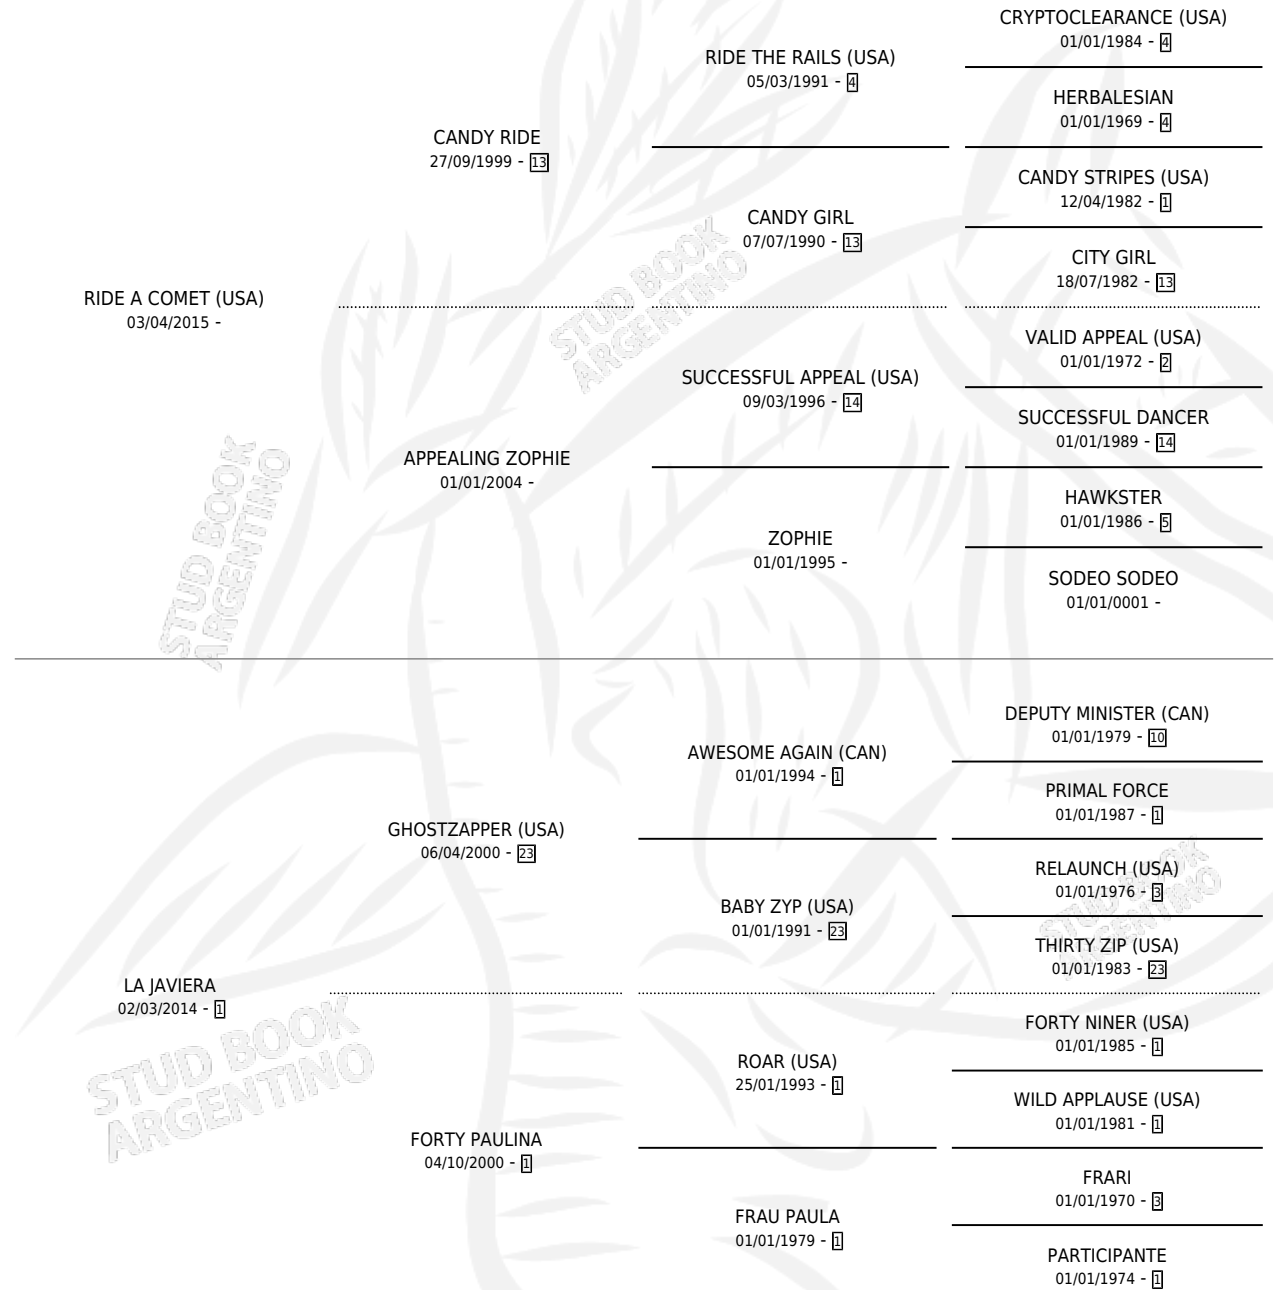 CRYPTOCLEARANCE (USA)
01/01/1984 - 4
RIDE THE RAILS (USA)
05/03/1991 - 4
HERBALESIAN
01/01/1969 - 4
CANDY RIDE
27/09/1999 - 13
CANDY STRIPES (USA)
12/04/1982 - 1
CANDY GIRL
07/07/1990 - 13
CITY GIRL
18/07/1982 - 13
RIDE A COMET (USA)
03/04/2015 -
VALID APPEAL (USA)
01/01/1972 - 2
SUCCESSFUL APPEAL (USA)
09/03/1996 - 14
SUCCESSFUL DANCER
01/01/1989 - 14
APPEALING ZOPHIE
01/01/2004 -
HAWKSTER
01/01/1986 - 5
ZOPHIE
01/01/1995 -
SODEO SODEO
01/01/0001 -
DEPUTY MINISTER (CAN)
01/01/1979 - 10
AWESOME AGAIN (CAN)
01/01/1994 - 1
PRIMAL FORCE
01/01/1987 - 1
GHOSTZAPPER (USA)
06/04/2000 - 23
RELAUNCH (USA)
01/01/1976 - 3
BABY ZYP (USA)
01/01/1991 - 23
THIRTY ZIP (USA)
01/01/1983 - 23
LA JAVIERA
02/03/2014 - 1
FORTY NINER (USA)
01/01/1985 - 1
ROAR (USA)
25/01/1993 - 1
WILD APPLAUSE (USA)
01/01/1981 - 1
FORTY PAULINA
04/10/2000 - 1
FRARI
01/01/1970 - 3
FRAU PAULA
01/01/1979 - 1
PARTICIPANTE
01/01/1974 - 1
STUD BOOK
ARGENTINO
STUD BOOK
ARGENTINO
STUD BOOK
ARGENTINO
STUD BOOK
ARGENTINO